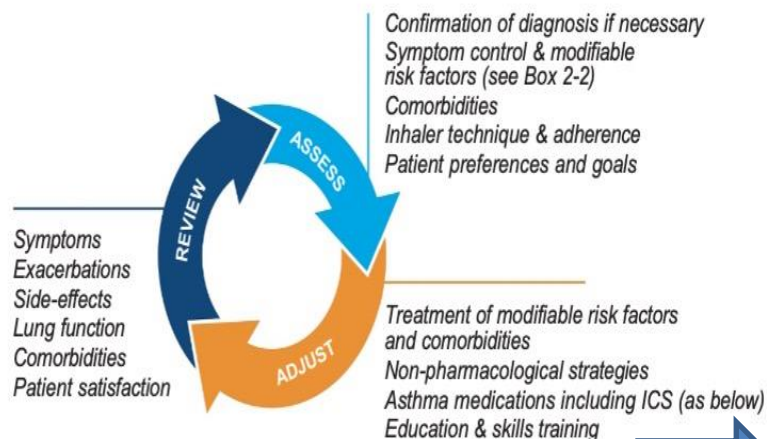 Confirmation of diagnosis if necessary
Symptom control & modifiable
risk factors (see Box 2-2)
Comorbidities
Inhaler technique & adherence
Patient preferences and goals
ASSESS
REVIEW
Symptoms
Exacerbations
Side-effects
Lung function
Comorbidities
Patient satisfaction
ADJUST
Treatment of modifiable risk factors
and comorbidities
Non-pharmacological strategies
Asthma medications including ICS (as below)
Education & skills training